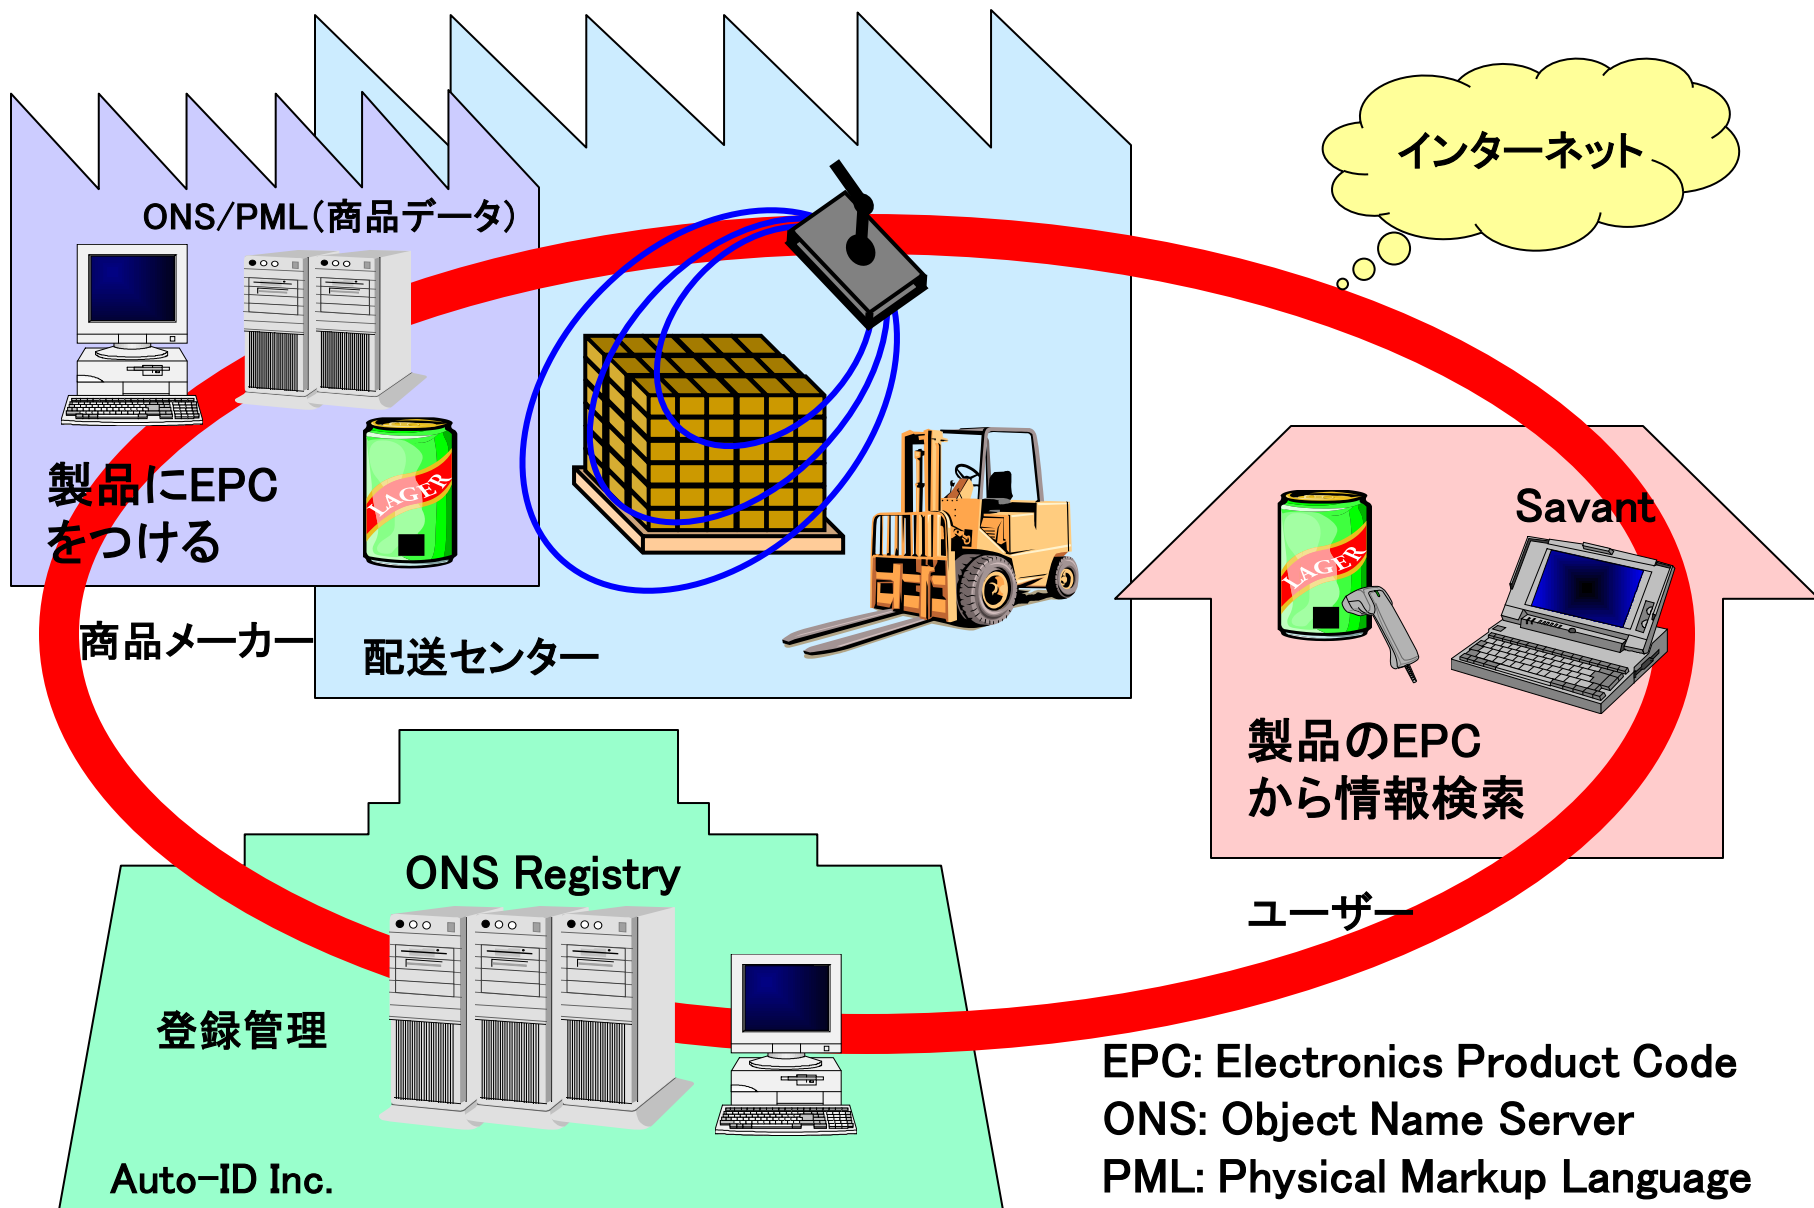 インターネット
ONS/PML(商品データ)
LAGER
製品にEPC
をつける
商品メーカー
配送センター
Savant
LAGER
製品のEPC
から情報検索
ユーザー
ONS Registry
登録管理
Auto-ID Inc.
EPC: Electronics Product Code
ONS: Object Name Server
PML: Physical Markup Language